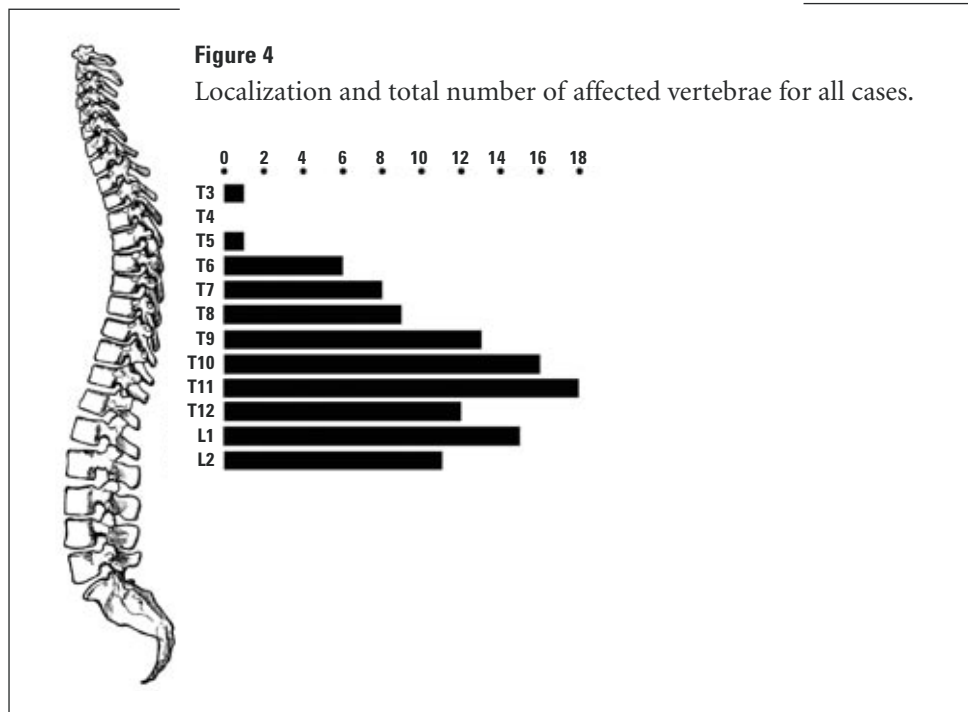 Figure 4
Localization and total number of affected vertebrae for all cases.
0 2 4 6 8 10 12 14 16 18
T3
T4
T5
T6
T7
T8
T9
T10
T11
T12
L1
L2